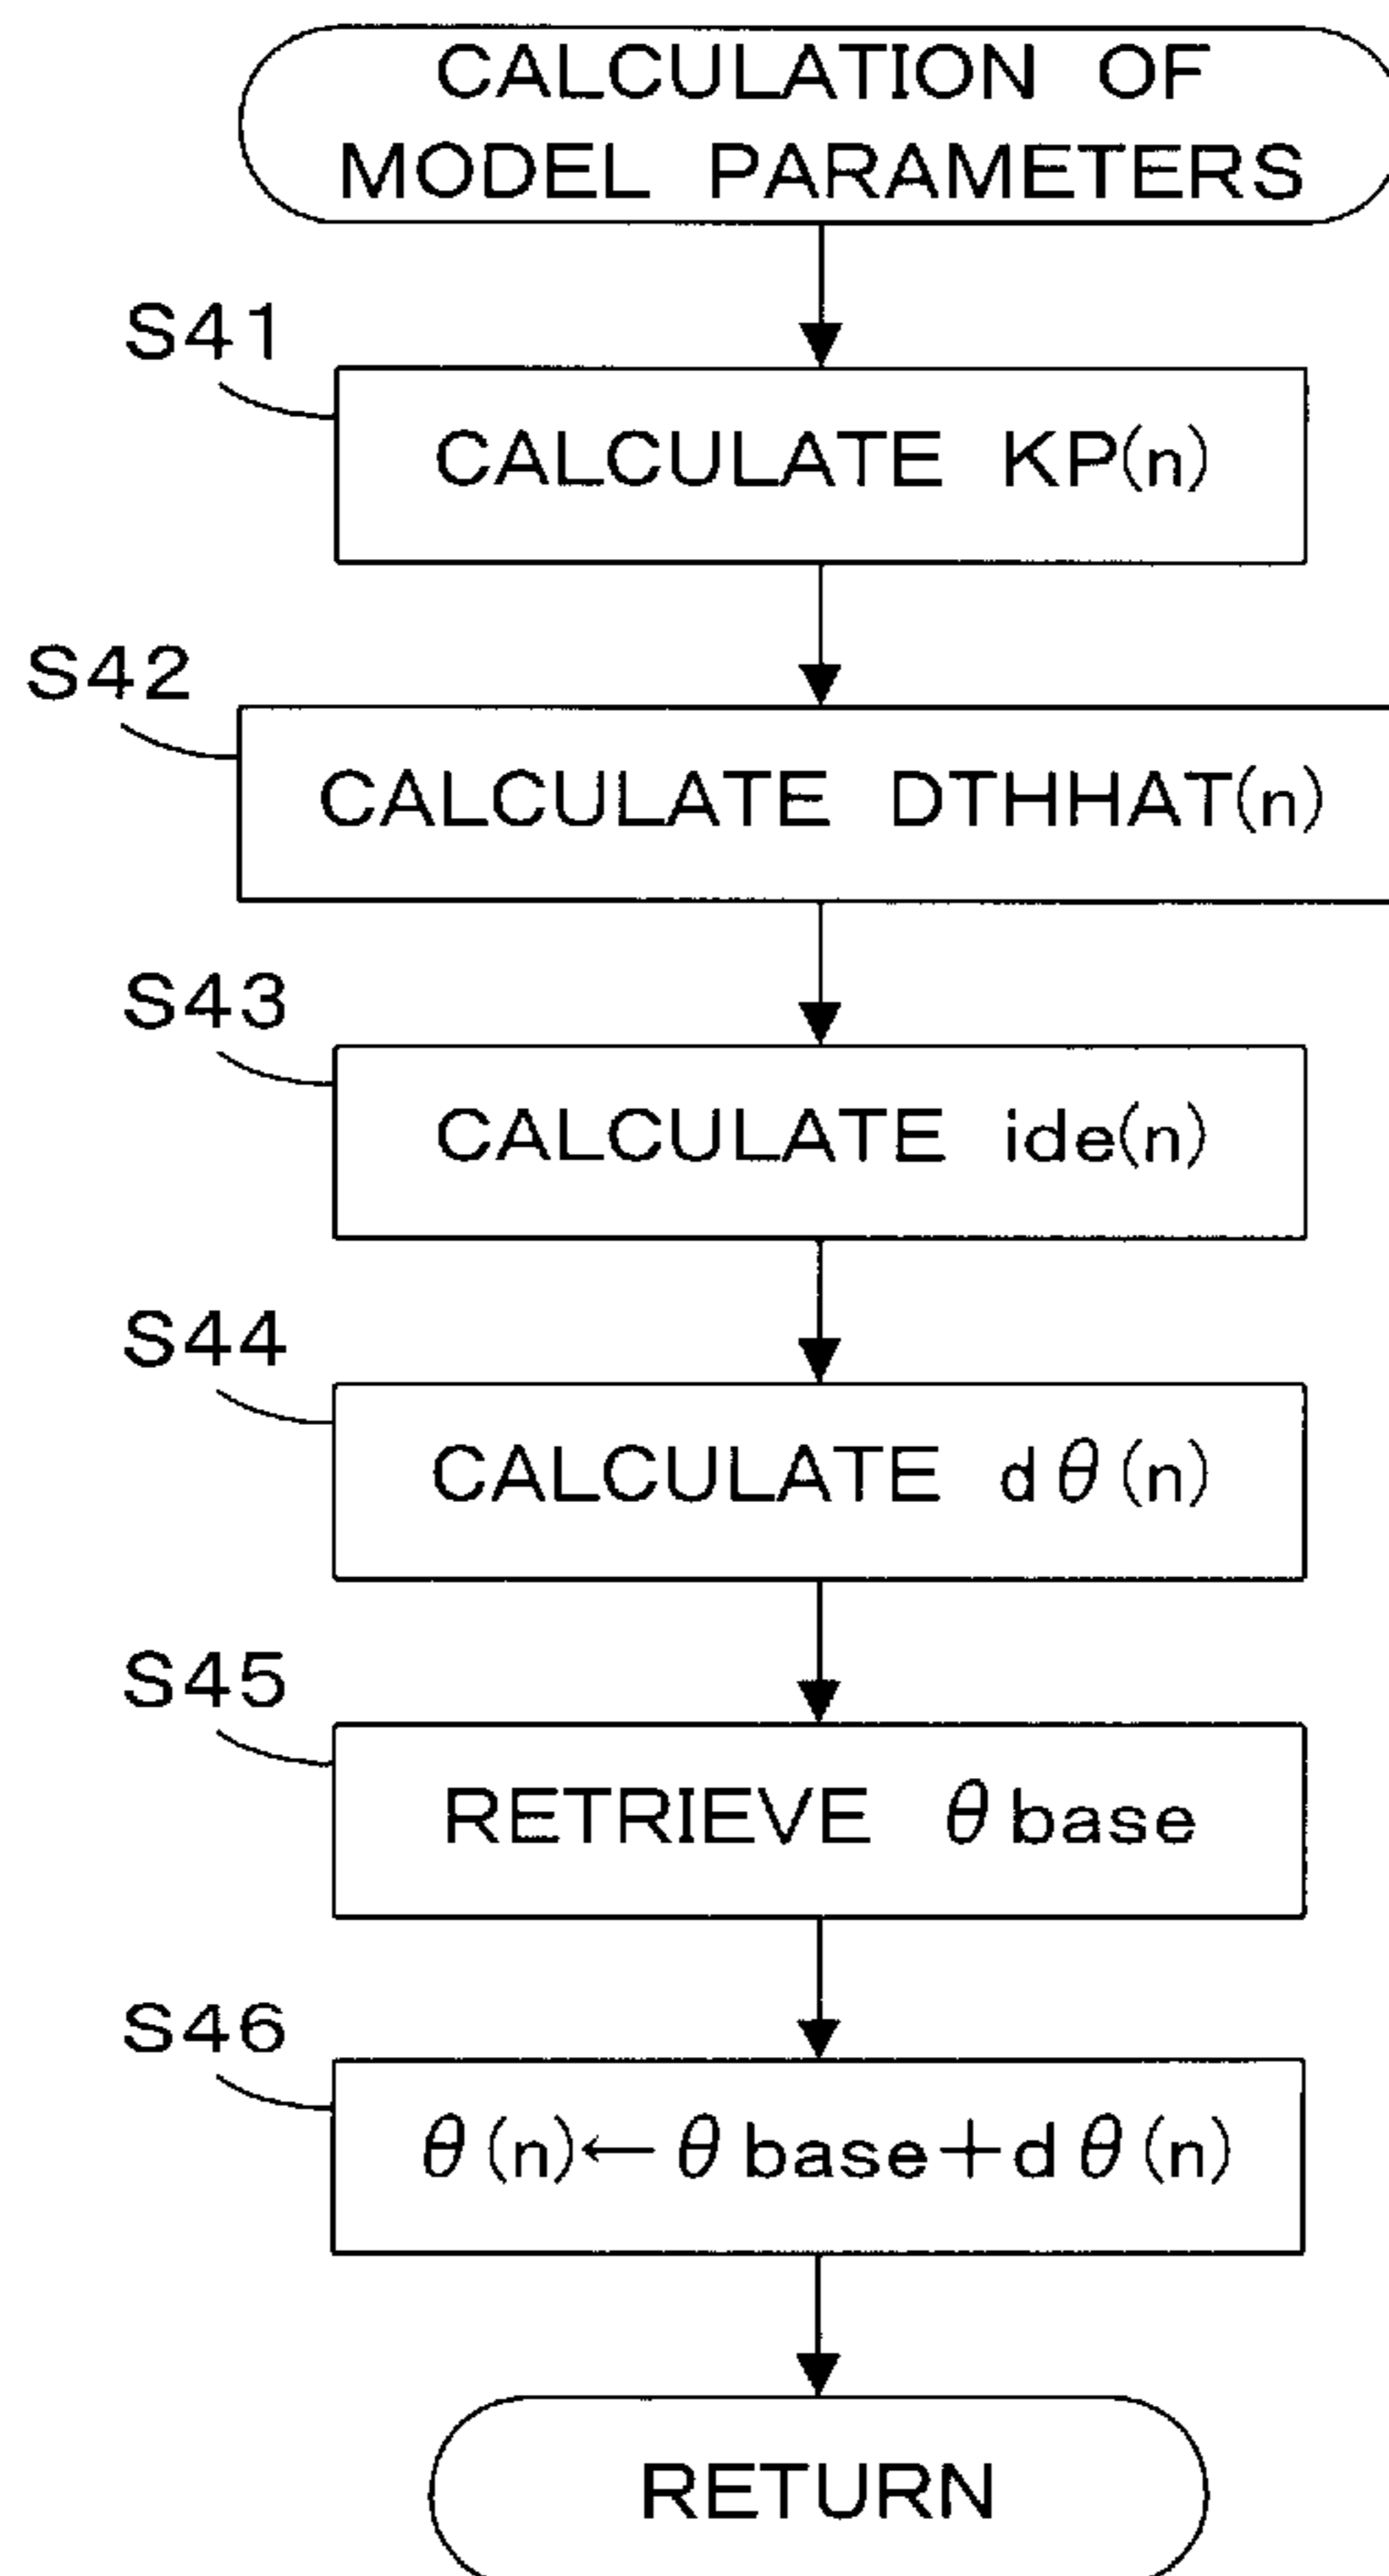 CALCULATION OF
MODEL PARAMETERS
S41
CALCULATE KP(n)
S42
CALCULATE DTHHAT(n)
S43
CALCULATE ide(n)
S44
CALCULATE dθ(n)
S45
RETRIEVE θbase
S46
θ(n)←θbase+dθ(n)
RETURN